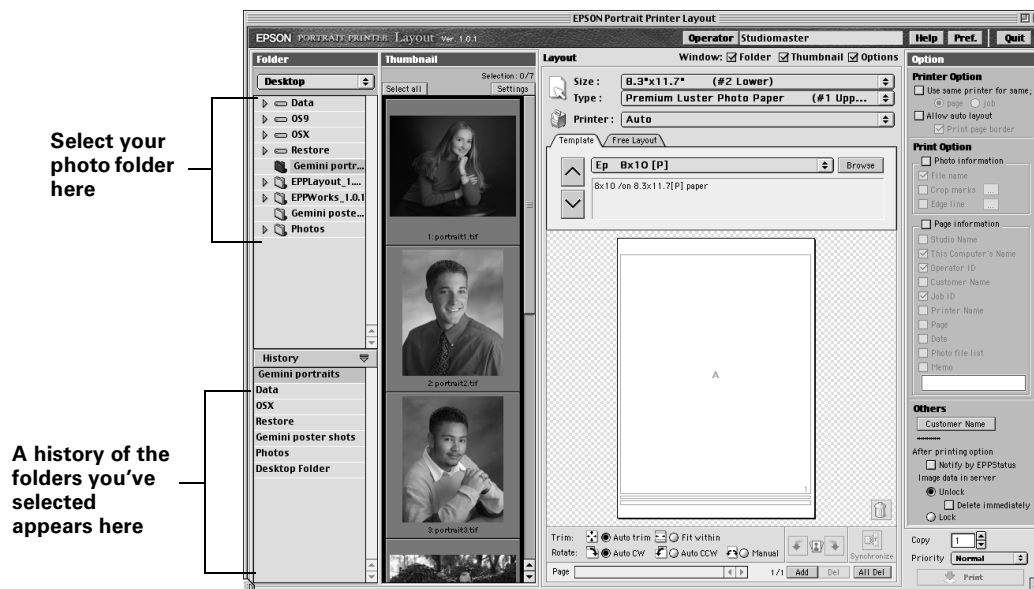 EPSON Portrait Printer Layout
EPSON PORTRAIT PRINTER Layout Ver. 1.0.1
Operator Studiomaster
Help Pref. Quit
Folder
Desktop
Data
OS9
OSX
Restore
Gemini portr...
EPPLayout_1....
EPPWorks_1.0.1
Gemini poste...
Photos
History
Gemini portraits
Data
OSX
Restore
Gemini poster shots
Photos
Desktop Folder
Select your
photo folder
here
A history of the
folders you've
selected
appears here
Thumbnail
Selection: 0/7
Select all Settings
1: portrait1.tif
2: portrait2.tif
3: portrait3.tif
Layout Window: Folder Thumbnail Options
Size: 8.3"x11.7" (#2 Lower)
Type: Premium Luster Photo Paper (#1 Upp...
Printer: Auto
Template Free Layout
Ep 8x10 [P] Browse
8x10 /on 8.3x11.7[P] paper
A
1
Trim: Auto trim Fit within
Rotate: Auto CW Auto CCW Manual
Synchronize
Page 1/1 Add Del All Del
Option
Printer Option
Use same printer for same;
page job
Allow auto layout
Print page border
Print Option
Photo information
File name
Crop marks ...
Edge line ...
Page information
Studio Name
This Computer's Name
Operator ID
Customer Name
Job ID
Printer Name
Page
Date
Photo file list
Memo
Others
Customer Name
After printing option
Notify by EPPStatus
Image data in server
Unlock
Delete immediately
Lock
Copy 1
Priority Normal
Print